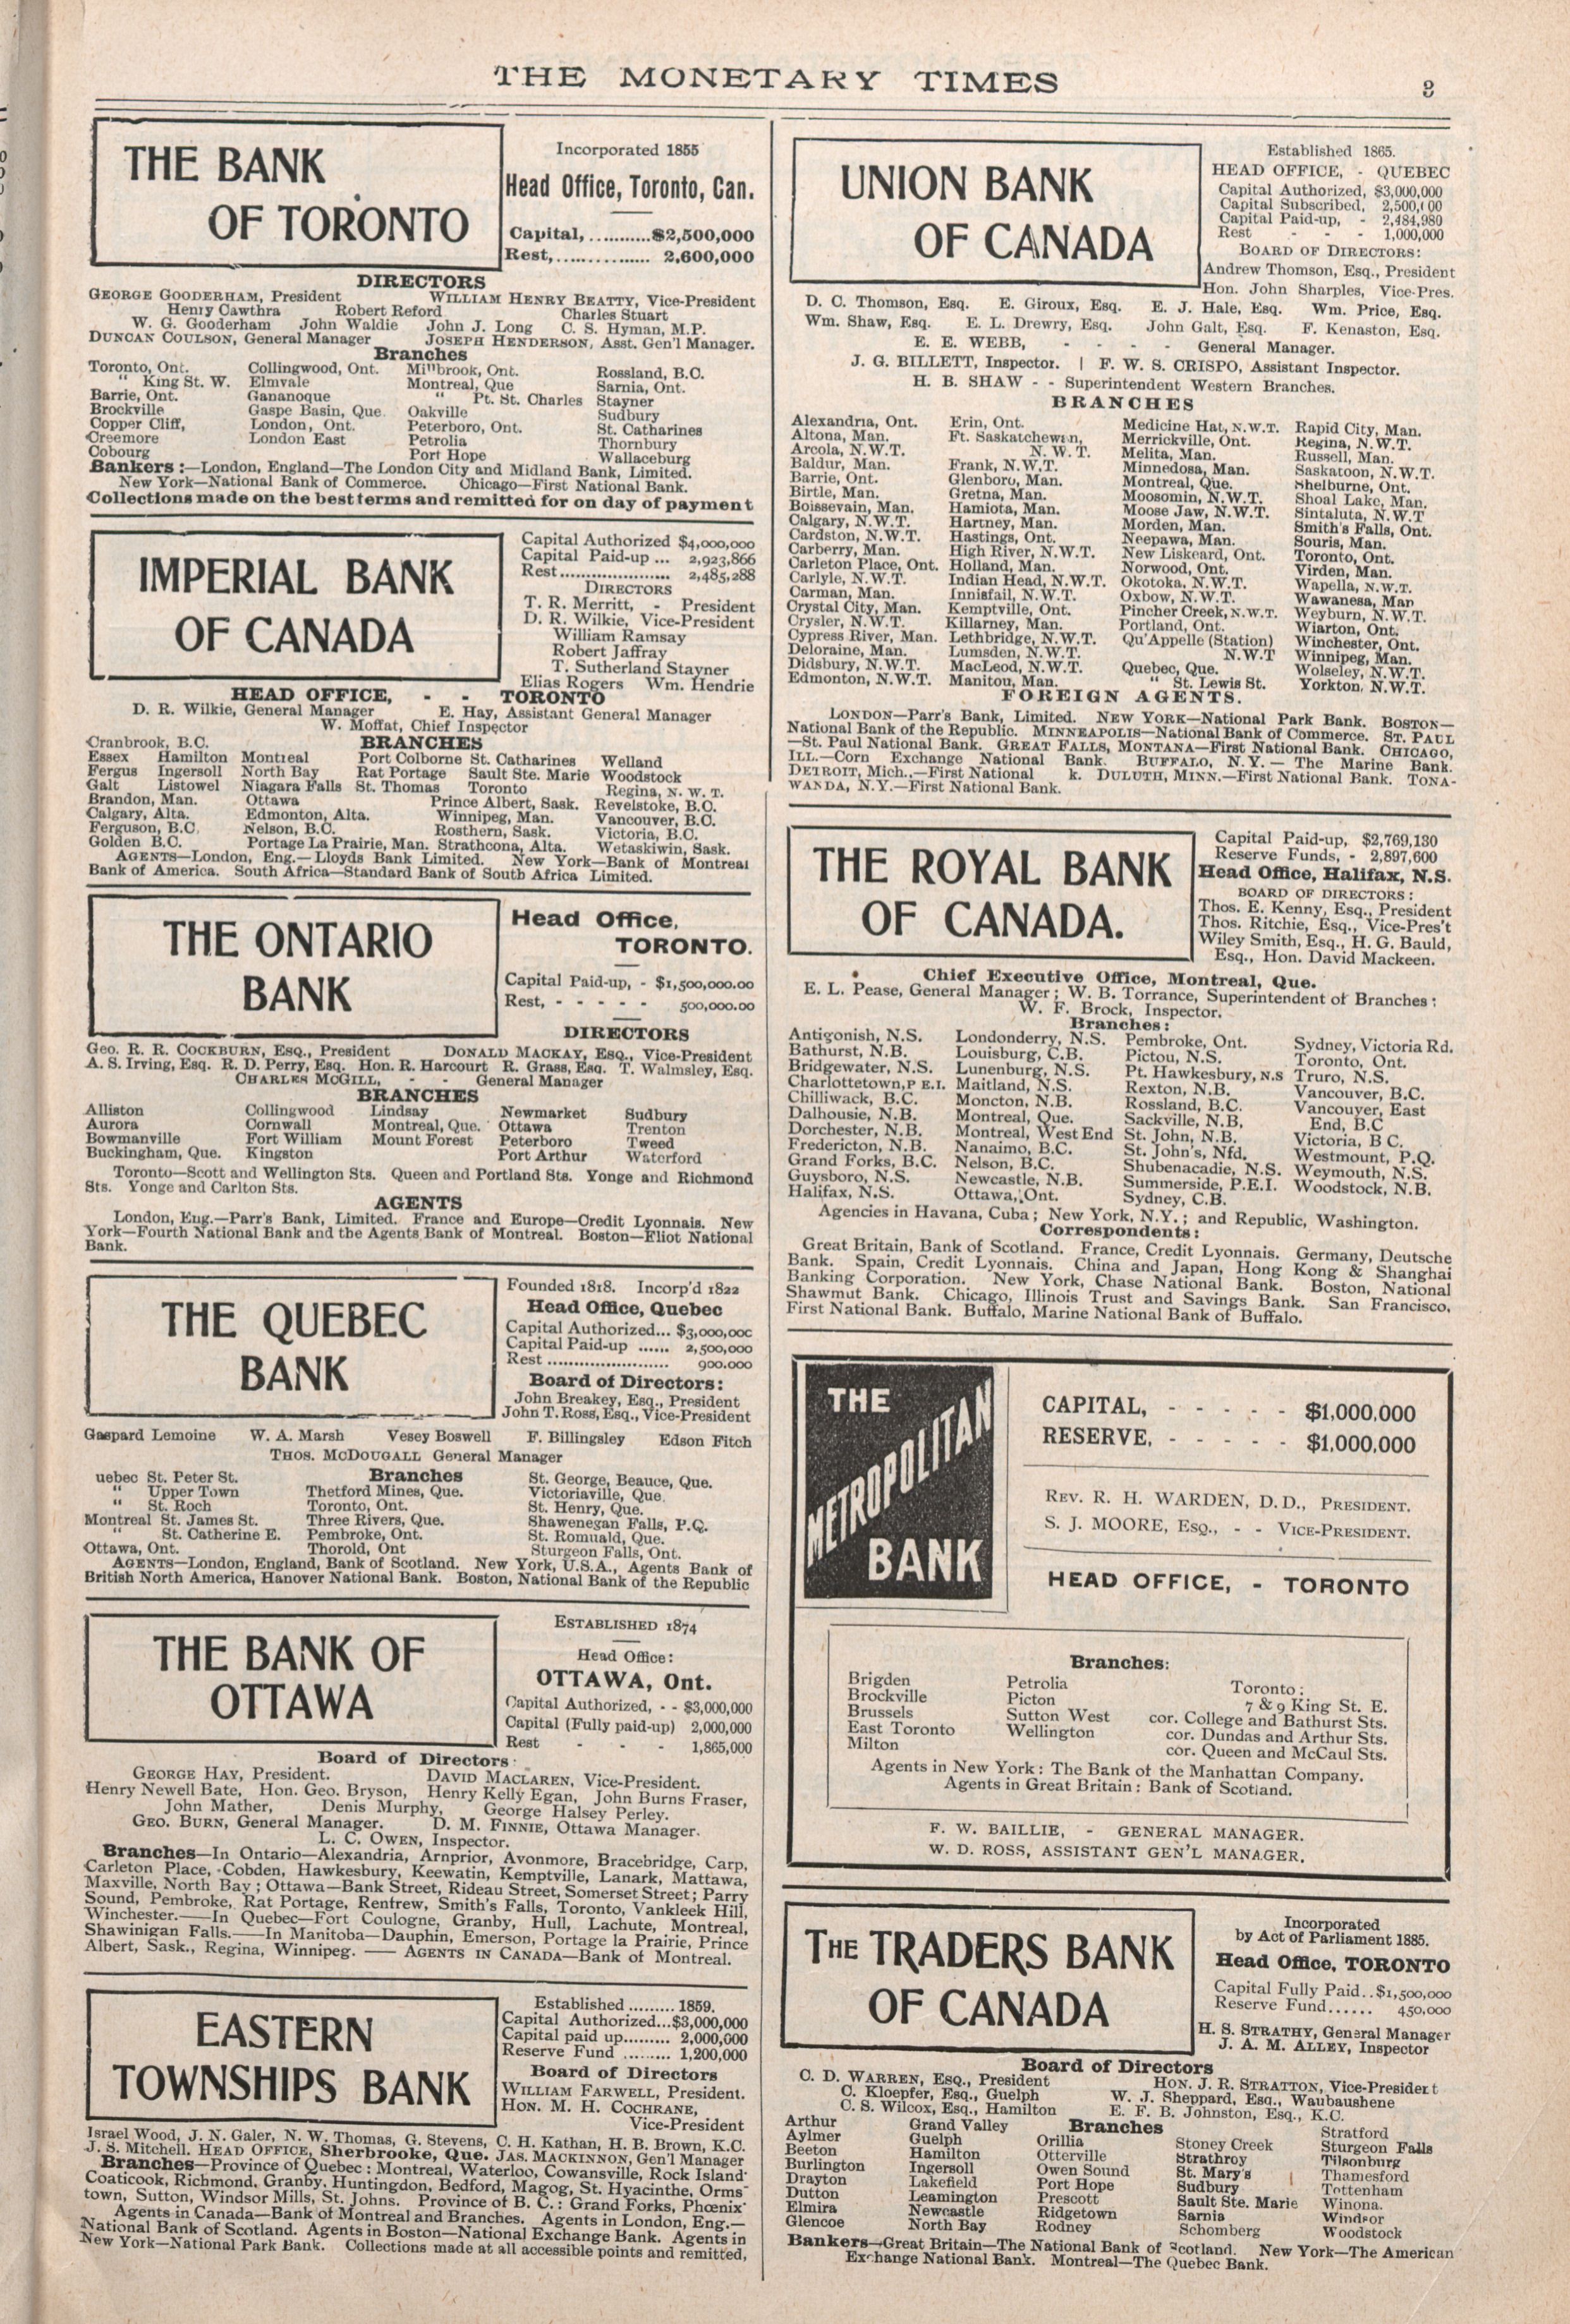 THE MONETARY TIMES
3
THE BANK
OF TORONTO
Incorporated 1855
Head Office, Toronto, Can.
Capital,...........$2,500,000
Rest,............... 2,600,000
DIRECTORS
GEORGE GOODERHAM, President WILLIAM HENRY BEATTY, Vice-President
Henry Cawthra Robert Reford Charles Stuart
W. G. Gooderham John Waldie John J. Long C. S. Hyman, M.P.
DUNCAN COULSON, General Manager JOSEPH HENDERSON, Asst. Gen'l Manager.
Branches
Toronto, Ont. Collingwood, Ont. Millbrook, Ont. Rossland, B.C.
" King St. W. Elmvale Montreal, Que Sarnia, Ont.
Barrie, Ont. Gananoque " Pt. St. Charles Stayner
Brockville Gaspe Basin, Que. Oakville Sudbury
Copper Cliff, London, Ont. Peterboro, Ont. St. Catharines
Creemore London East Petrolia Thornbury
Cobourg Port Hope Wallaceburg
Bankers :—London, England—The London City and Midland Bank, Limited.
New York—National Bank of Commerce. Chicago—First National Bank.
Collections made on the best terms and remitted for on day of payment
IMPERIAL BANK
OF CANADA
Capital Authorized $4,000,000
Capital Paid-up ... 2,923,866
Rest.................... 2,485,288
DIRECTORS
T. R. Merritt, - President
D. R. Wilkie, Vice-President
William Ramsay
Robert Jaffray
T. Sutherland Stayner
Elias Rogers Wm. Hendrie
HEAD OFFICE, - - TORONTO
D. R. Wilkie, General Manager E. Hay, Assistant General Manager
W. Moffat, Chief Inspector
BRANCHES
Cranbrook, B.C.
Essex Hamilton Montreal Port Colborne St. Catharines Welland
Fergus Ingersoll North Bay Rat Portage Sault Ste. Marie Woodstock
Galt Listowel Niagara Falls St. Thomas Toronto Regina, N. W. T.
Brandon, Man. Ottawa Prince Albert, Sask. Revelstoke, B.C.
Calgary, Alta. Edmonton, Alta. Winnipeg, Man. Vancouver, B.C.
Ferguson, B.C. Nelson, B.C. Rosthern, Sask. Victoria, B.C.
Golden B.C. Portage La Prairie, Man. Strathcona, Alta. Wetaskiwin, Sask.
AGENTS—London, Eng.—Lloyds Bank Limited. New York—Bank of Montreal
Bank of America. South Africa—Standard Bank of South Africa Limited.
THE ONTARIO
BANK
Head Office,
TORONTO.
Capital Paid-up, - $1,500,000.00
Rest, - - - - - 500,000.00
DIRECTORS
Geo. R. R. COCKBURN, ESQ., President DONALD MACKAY, ESQ., Vice-President
A. S. Irving, Esq. R. D. Perry, Esq. Hon. R. Harcourt R. Grass, Esq. T. Walmsley, Esq.
CHARLES MCGILL, - - General Manager
BRANCHES
Alliston Collingwood Lindsay Newmarket Sudbury
Aurora Cornwall Montreal, Que. Ottawa Trenton
Bowmanville Fort William Mount Forest Peterboro Tweed
Buckingham, Que. Kingston Port Arthur Waterford
Toronto—Scott and Wellington Sts. Queen and Portland Sts. Yonge and Richmond
Sts. Yonge and Carlton Sts.
AGENTS
London, Eng.—Parr's Bank, Limited. France and Europe—Credit Lyonnais. New
York—Fourth National Bank and the Agents Bank of Montreal. Boston—Eliot National
Bank.
THE QUEBEC
BANK
Founded 1818. Incorp'd 1822
Head Office, Quebec
Capital Authorized... $3,000,000
Capital Paid-up ...... 2,500,000
Rest ...................... 900.000
Board of Directors:
John Breakey, Esq., President
John T. Ross, Esq., Vice-President
Gaspard Lemoine W. A. Marsh Vesey Boswell F. Billingsley Edson Fitch
THOS. MCDOUGALL General Manager
Branches
uebec St. Peter St. St. George, Beauce, Que.
" Upper Town Thetford Mines, Que. Victoriaville, Que.
" St. Roch Toronto, Ont. St. Henry, Que.
Montreal St. James St. Three Rivers, Que. Shawenegan Falls, P.Q.
" St. Catherine E. Pembroke, Ont. St. Romuald, Que.
Ottawa, Ont. Thorold, Ont Sturgeon Falls, Ont.
AGENTS—London, England, Bank of Scotland. New York, U.S.A., Agents Bank of
British North America, Hanover National Bank. Boston, National Bank of the Republic
THE BANK OF
OTTAWA
ESTABLISHED 1874
Head Office:
OTTAWA, Ont.
Capital Authorized, - - $3,000,000
Capital (Fully paid-up) 2,000,000
Rest - - - 1,865,000
Board of Directors:
GEORGE HAY, President. DAVID MACLAREN, Vice-President.
Henry Newell Bate, Hon. Geo. Bryson, Henry Kelly Egan, John Burns Fraser,
John Mather, Denis Murphy, George Halsey Perley.
GEO. BURN, General Manager. D. M. FINNIE, Ottawa Manager.
L. C. OWEN, Inspector.
Branches—In Ontario—Alexandria, Arnprior, Avonmore, Bracebridge, Carp,
Carleton Place, Cobden, Hawkesbury, Keewatin, Kemptville, Lanark, Mattawa,
Maxville, North Bay; Ottawa—Bank Street, Rideau Street, Somerset Street; Parry
Sound, Pembroke, Rat Portage, Renfrew, Smith's Falls, Toronto, Vankleek Hill,
Winchester.——In Quebec—Fort Coulogne, Granby, Hull, Lachute, Montreal,
Shawinigan Falls.——In Manitoba—Dauphin, Emerson, Portage la Prairie, Prince
Albert, Sask., Regina, Winnipeg. —— AGENTS IN CANADA—Bank of Montreal.
EASTERN
TOWNSHIPS BANK
Established ......... 1859.
Capital Authorized...$3,000,000
Capital paid up......... 2,000,000
Reserve Fund ......... 1,200,000
Board of Directors
WILLIAM FARWELL, President.
HON. M. H. COCHRANE,
Vice-President
Israel Wood, J. N. Galer, N. W. Thomas, G. Stevens, C. H. Kathan, H. B. Brown, K.C.
J. S. Mitchell. HEAD OFFICE, Sherbrooke, Que. JAS. MACKINNON, Gen'l Manager
Branches—Province of Quebec: Montreal, Waterloo, Cowansville, Rock Island
Coaticook, Richmond, Granby, Huntingdon, Bedford, Magog, St. Hyacinthe, Orms-
town, Sutton, Windsor Mills, St. Johns. Province of B. C.: Grand Forks, Phœnix
Agents in Canada—Bank of Montreal and Branches. Agents in London, Eng.—
National Bank of Scotland. Agents in Boston—National Exchange Bank. Agents in
New York—National Park Bank. Collections made at all accessible points and remitted,
UNION BANK
OF CANADA
Established 1865.
HEAD OFFICE, - QUEBEC
Capital Authorized, $3,000,000
Capital Subscribed, 2,500,000
Capital Paid-up, - 2,484,980
Rest - - - 1,000,000
BOARD OF DIRECTORS:
Andrew Thomson, Esq., President
Hon. John Sharples, Vice-Pres.
D. C. Thomson, Esq. E. Giroux, Esq. E. J. Hale, Esq. Wm. Price, Esq.
Wm. Shaw, Esq. E. L. Drewry, Esq. John Galt, Esq. F. Kenaston, Esq.
E. E. WEBB, - - - - General Manager.
J. G. BILLETT, Inspector. | F. W. S. CRISPO, Assistant Inspector.
H. B. SHAW - - Superintendent Western Branches.
BRANCHES
Alexandria, Ont. Erin, Ont. Medicine Hat, N.W.T. Rapid City, Man.
Altona, Man. Ft. Saskatchewan, Merrickville, Ont. Regina, N.W.T.
Arcola, N.W.T. N. W. T. Melita, Man. Russell, Man.
Baldur, Man. Frank, N.W.T. Minnedosa, Man. Saskatoon, N.W.T.
Barrie, Ont. Glenboro, Man. Montreal, Que. Shelburne, Ont.
Birtle, Man. Gretna, Man. Moosomin, N.W.T. Shoal Lake, Man.
Boissevain, Man. Hamiota, Man. Moose Jaw, N.W.T. Sintaluta, N.W.T
Calgary, N.W.T. Hartney, Man. Morden, Man. Smith's Falls, Ont.
Cardston, N.W.T. Hastings, Ont. Neepawa, Man. Souris, Man.
Carberry, Man. High River, N.W.T. New Liskeard, Ont. Toronto, Ont.
Carleton Place, Ont. Holland, Man. Norwood, Ont. Virden, Man.
Carlyle, N.W.T. Indian Head, N.W.T. Okotoka, N.W.T. Wapella, N.W.T.
Carman, Man. Innisfail, N.W.T. Oxbow, N.W.T. Wawanesa, Man
Crystal City, Man. Kemptville, Ont. Pincher Creek, N.W.T. Weyburn, N.W.T.
Crysler, N.W.T. Killarney, Man. Portland, Ont. Wiarton, Ont.
Cypress River, Man. Lethbridge, N.W.T. Qu'Appelle (Station) Winchester, Ont.
Deloraine, Man. Lumsden, N.W.T. N.W.T Winnipeg, Man.
Didsbury, N.W.T. MacLeod, N.W.T. Quebec, Que. Wolseley, N.W.T.
Edmonton, N.W.T. Manitou, Man. " St. Lewis St. Yorkton, N.W.T.
FOREIGN AGENTS.
LONDON—Parr's Bank, Limited. NEW YORK—National Park Bank. BOSTON—
National Bank of the Republic. MINNEAPOLIS—National Bank of Commerce. ST. PAUL
—St. Paul National Bank. GREAT FALLS, MONTANA—First National Bank. CHICAGO,
ILL.—Corn Exchange National Bank. BUFFALO, N.Y.—The Marine Bank.
DETROIT, Mich.,—First National k. DULUTH, MINN.—First National Bank. TONA-
WANDA, N.Y.—First National Bank.
THE ROYAL BANK
OF CANADA.
Capital Paid-up, $2,769,130
Reserve Funds, - 2,897,600
Head Office, Halifax, N.S.
BOARD OF DIRECTORS:
Thos. E. Kenny, Esq., President
Thos. Ritchie, Esq., Vice-Pres't
Wiley Smith, Esq., H. G. Bauld,
Esq., Hon. David Mackeen.
Chief Executive Office, Montreal, Que.
E. L. Pease, General Manager; W. B. Torrance, Superintendent of Branches;
W. F. Brock, Inspector.
Branches:
Antigonish, N.S. Londonderry, N.S. Pembroke, Ont. Sydney, Victoria Rd.
Bathurst, N.B. Louisburg, C.B. Pictou, N.S. Toronto, Ont.
Bridgewater, N.S. Lunenburg, N.S. Pt. Hawkesbury, N.S Truro, N.S.
Charlottetown, P E.I. Maitland, N.S. Rexton, N.B. Vancouver, B.C.
Chilliwack, B.C. Moncton, N.B. Rossland, B.C. Vancouver, East
Dalhousie, N.B. Montreal, Que. Sackville, N.B, End, B.C
Dorchester, N.B. Montreal, West End St. John, N.B. Victoria, B C.
Fredericton, N.B. Nanaimo, B.C. St. John's, Nfd. Westmount, P.Q.
Grand Forks, B.C. Nelson, B.C. Shubenacadie, N.S. Weymouth, N.S.
Guysboro, N.S. Newcastle, N.B. Summerside, P.E.I. Woodstock, N.B.
Halifax, N.S. Ottawa, Ont. Sydney, C.B.
Agencies in Havana, Cuba; New York, N.Y.; and Republic, Washington.
Correspondents:
Great Britain, Bank of Scotland. France, Credit Lyonnais. Germany, Deutsche
Bank. Spain, Credit Lyonnais. China and Japan, Hong Kong & Shanghai
Banking Corporation. New York, Chase National Bank. Boston, National
Shawmut Bank. Chicago, Illinois Trust and Savings Bank. San Francisco,
First National Bank. Buffalo, Marine National Bank of Buffalo.
THE
METROPOLITAN
BANK
CAPITAL, - - - - - $1,000,000
RESERVE, - - - - - $1,000,000
REV. R. H. WARDEN, D. D., PRESIDENT.
S. J. MOORE, ESQ., - - VICE-PRESIDENT.
HEAD OFFICE, - TORONTO
Branches:
Brigden Petrolia Toronto:
Brockville Picton 7 & 9 King St. E.
Brussels Sutton West cor. College and Bathurst Sts.
East Toronto Wellington cor. Dundas and Arthur Sts.
Milton cor. Queen and McCaul Sts.
Agents in New York: The Bank of the Manhattan Company.
Agents in Great Britain: Bank of Scotland.
F. W. BAILLIE, - GENERAL MANAGER.
W. D. ROSS, ASSISTANT GEN'L MANAGER.
THE TRADERS BANK
OF CANADA
Incorporated
by Act of Parliament 1885.
Head Office, TORONTO
Capital Fully Paid..$1,500,000
Reserve Fund...... 450,000
H. S. STRATHY, General Manager
J. A. M. ALLEY, Inspector
Board of Directors
C. D. WARREN, ESQ., President HON. J. R. STRATTON, Vice-President
C. Kloepfer, Esq., Guelph W. J. Sheppard, Esq., Waubaushene
C. S. Wilcox, Esq., Hamilton E. F. B. Johnston, Esq., K.C.
Branches
Arthur Grand Valley Orillia Stoney Creek Stratford
Aylmer Guelph Otterville Strathroy Sturgeon Falls
Beeton Hamilton Owen Sound St. Mary's Tilsonburg
Burlington Ingersoll Port Hope Sudbury Thamesford
Drayton Lakefield Prescott Sault Ste. Marie Tottenham
Dutton Leamington Ridgetown Sarnia Winona.
Elmira Newcastle Rodney Schomberg Windsor
Glencoe North Bay Woodstock
Bankers—Great Britain—The National Bank of Scotland. New York—The American
Exchange National Bank. Montreal—The Quebec Bank.